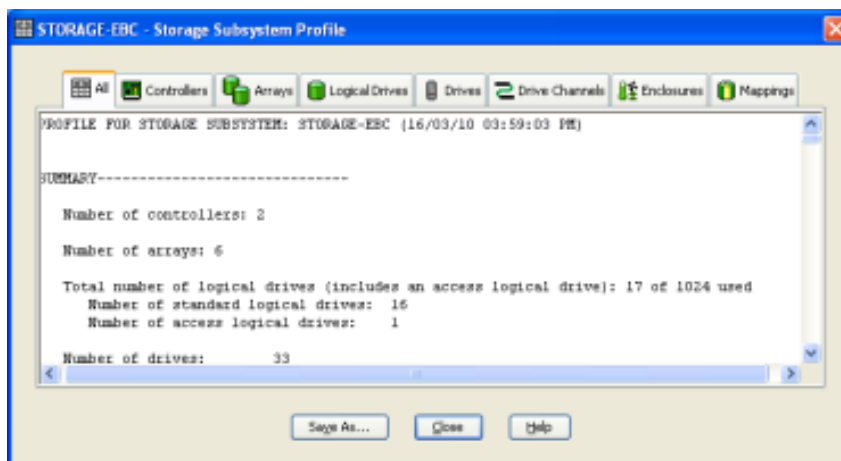 STORAGE-EBC - Storage Subsystem Profile
All Controllers Arrays Logical Drives Drives Drive Channels Enclosures Mappings
PROFILE FOR STORAGE SUBSYSTEM: STORAGE-EBC (16/03/10 03:59:03 PM)
SUMMARY------------------------------
Number of controllers: 2
Number of arrays: 6
Total number of logical drives (includes an access logical drive): 17 of 1024 used
Number of standard logical drives: 16
Number of access logical drives: 1
Number of drives: 33
Save As... Close Help